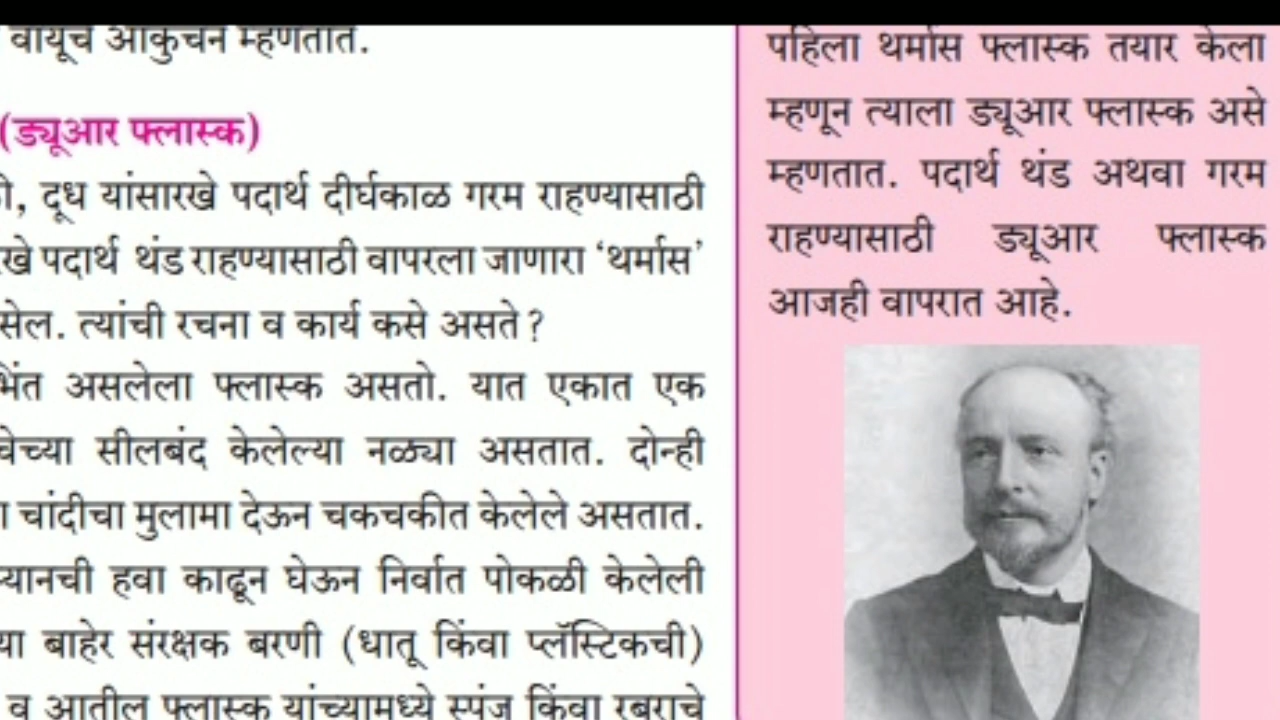 वायूचे आकुंचन म्हणतात.
(ड्यूआर फ्लास्क)
दूध यांसारखे पदार्थ दीर्घकाळ गरम राहण्यासाठी
पदार्थ थंड राहण्यासाठी वापरला जाणारा ‘थर्मास’
त्यांची रचना व कार्य कसे असते ?
असलेला फ्लास्क असतो. यात एकात एक
सीलबंद केलेल्या नळ्या असतात. दोन्ही
चांदीचा मुलामा देऊन चकचकीत केलेले असतात.
हवा काढून घेऊन निर्वात पोकळी केलेली
बाहेर संरक्षक बरणी (धातू किंवा प्लॅस्टिकची)
व आतील फ्लास्क यांच्यामध्ये स्पंज किंवा रबराचे
पहिला थर्मास फ्लास्क तयार केला
म्हणून त्याला ड्यूआर फ्लास्क असे
म्हणतात. पदार्थ थंड अथवा गरम
राहण्यासाठी ड्यूआर फ्लास्क
आजही वापरात आहे.